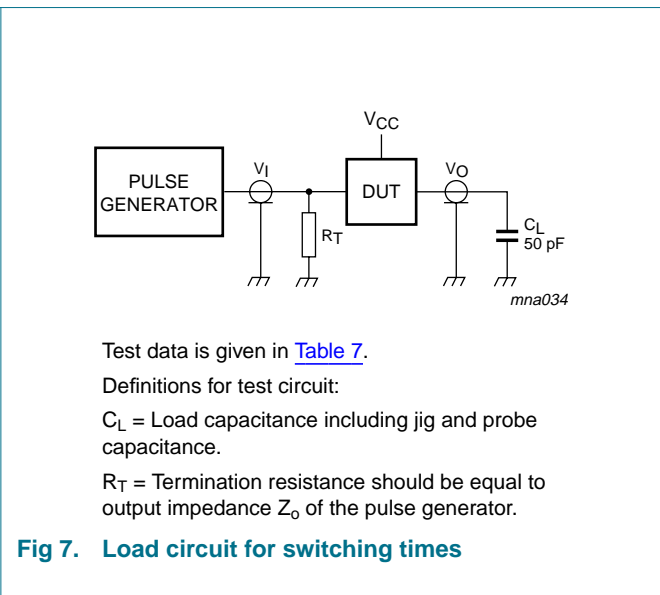 VCC
PULSE
GENERATOR
VI
DUT
VO
RT
CL
50 pF
mna034
Test data is given in Table 7.
Definitions for test circuit:
CL = Load capacitance including jig and probe
capacitance.
RT = Termination resistance should be equal to
output impedance Zo of the pulse generator.
Fig 7. Load circuit for switching times